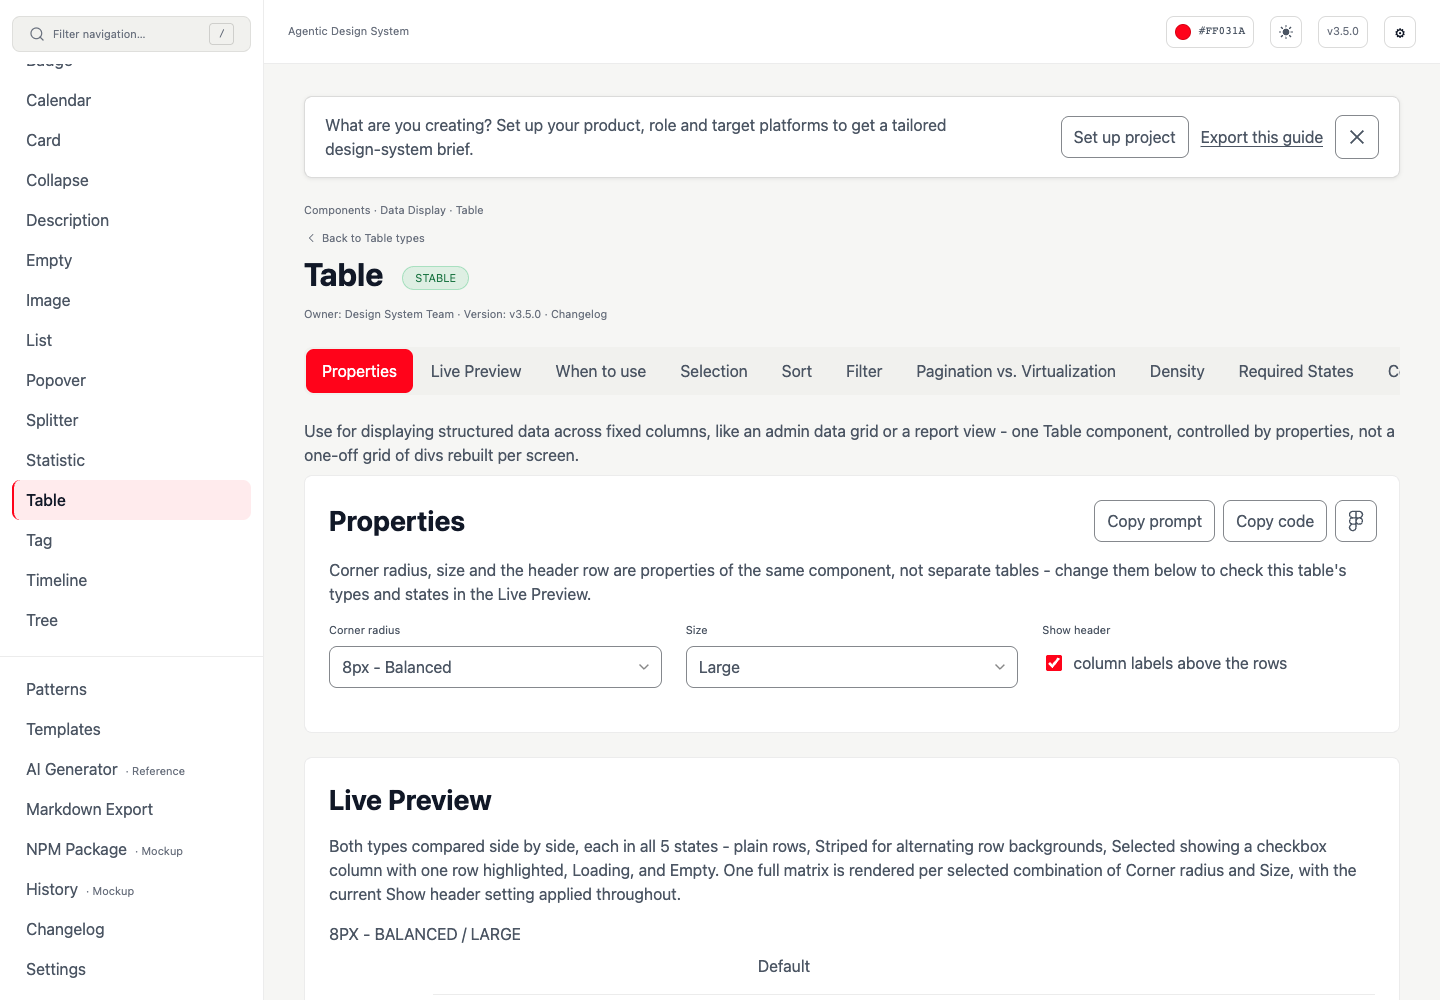 Filter navigation...
/
Badge
Calendar
Card
Collapse
Description
Empty
Image
List
Popover
Splitter
Statistic
Table
Tag
Timeline
Tree
Patterns
Templates
AI Generator · Reference
Markdown Export
NPM Package · Mockup
History · Mockup
Changelog
Settings
Agentic Design System
#FF031A
v3.5.0
What are you creating? Set up your product, role and target platforms to get a tailored
design-system brief.
Set up project
Export this guide
Components · Data Display · Table
Back to Table types
Table
STABLE
Owner: Design System Team · Version: v3.5.0 · Changelog
Properties
Live Preview
When to use
Selection
Sort
Filter
Pagination vs. Virtualization
Density
Required States
Use for displaying structured data across fixed columns, like an admin data grid or a report view - one Table component, controlled by properties, not a
one-off grid of divs rebuilt per screen.
Properties
Copy prompt
Copy code
Corner radius, size and the header row are properties of the same component, not separate tables - change them below to check this table's
types and states in the Live Preview.
Corner radius
Size
Show header
8px - Balanced
Large
column labels above the rows
Live Preview
Both types compared side by side, each in all 5 states - plain rows, Striped for alternating row backgrounds, Selected showing a checkbox
column with one row highlighted, Loading, and Empty. One full matrix is rendered per selected combination of Corner radius and Size, with the
current Show header setting applied throughout.
8PX - BALANCED / LARGE
Default